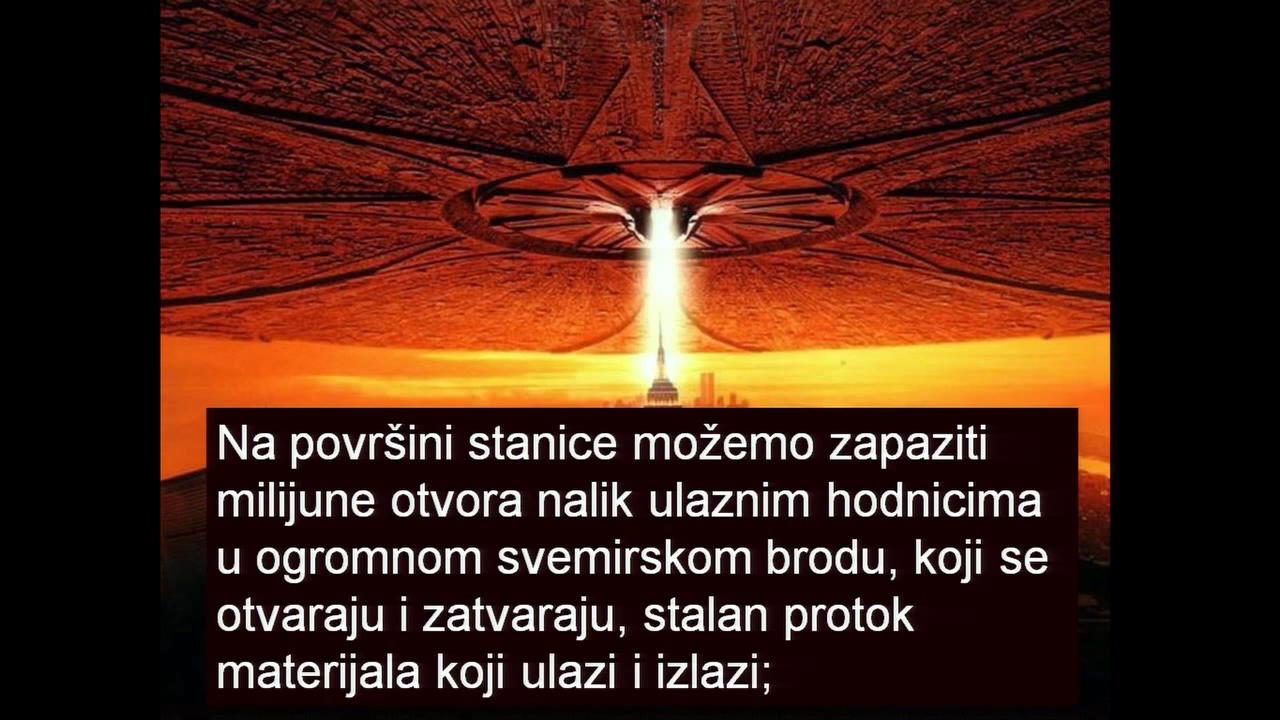 Na površini stanice možemo zapaziti
milijune otvora nalik ulaznim hodnicima
u ogromnom svemirskom brodu, koji se
otvaraju i zatvaraju, stalan protok
materijala koji ulazi i izlazi;